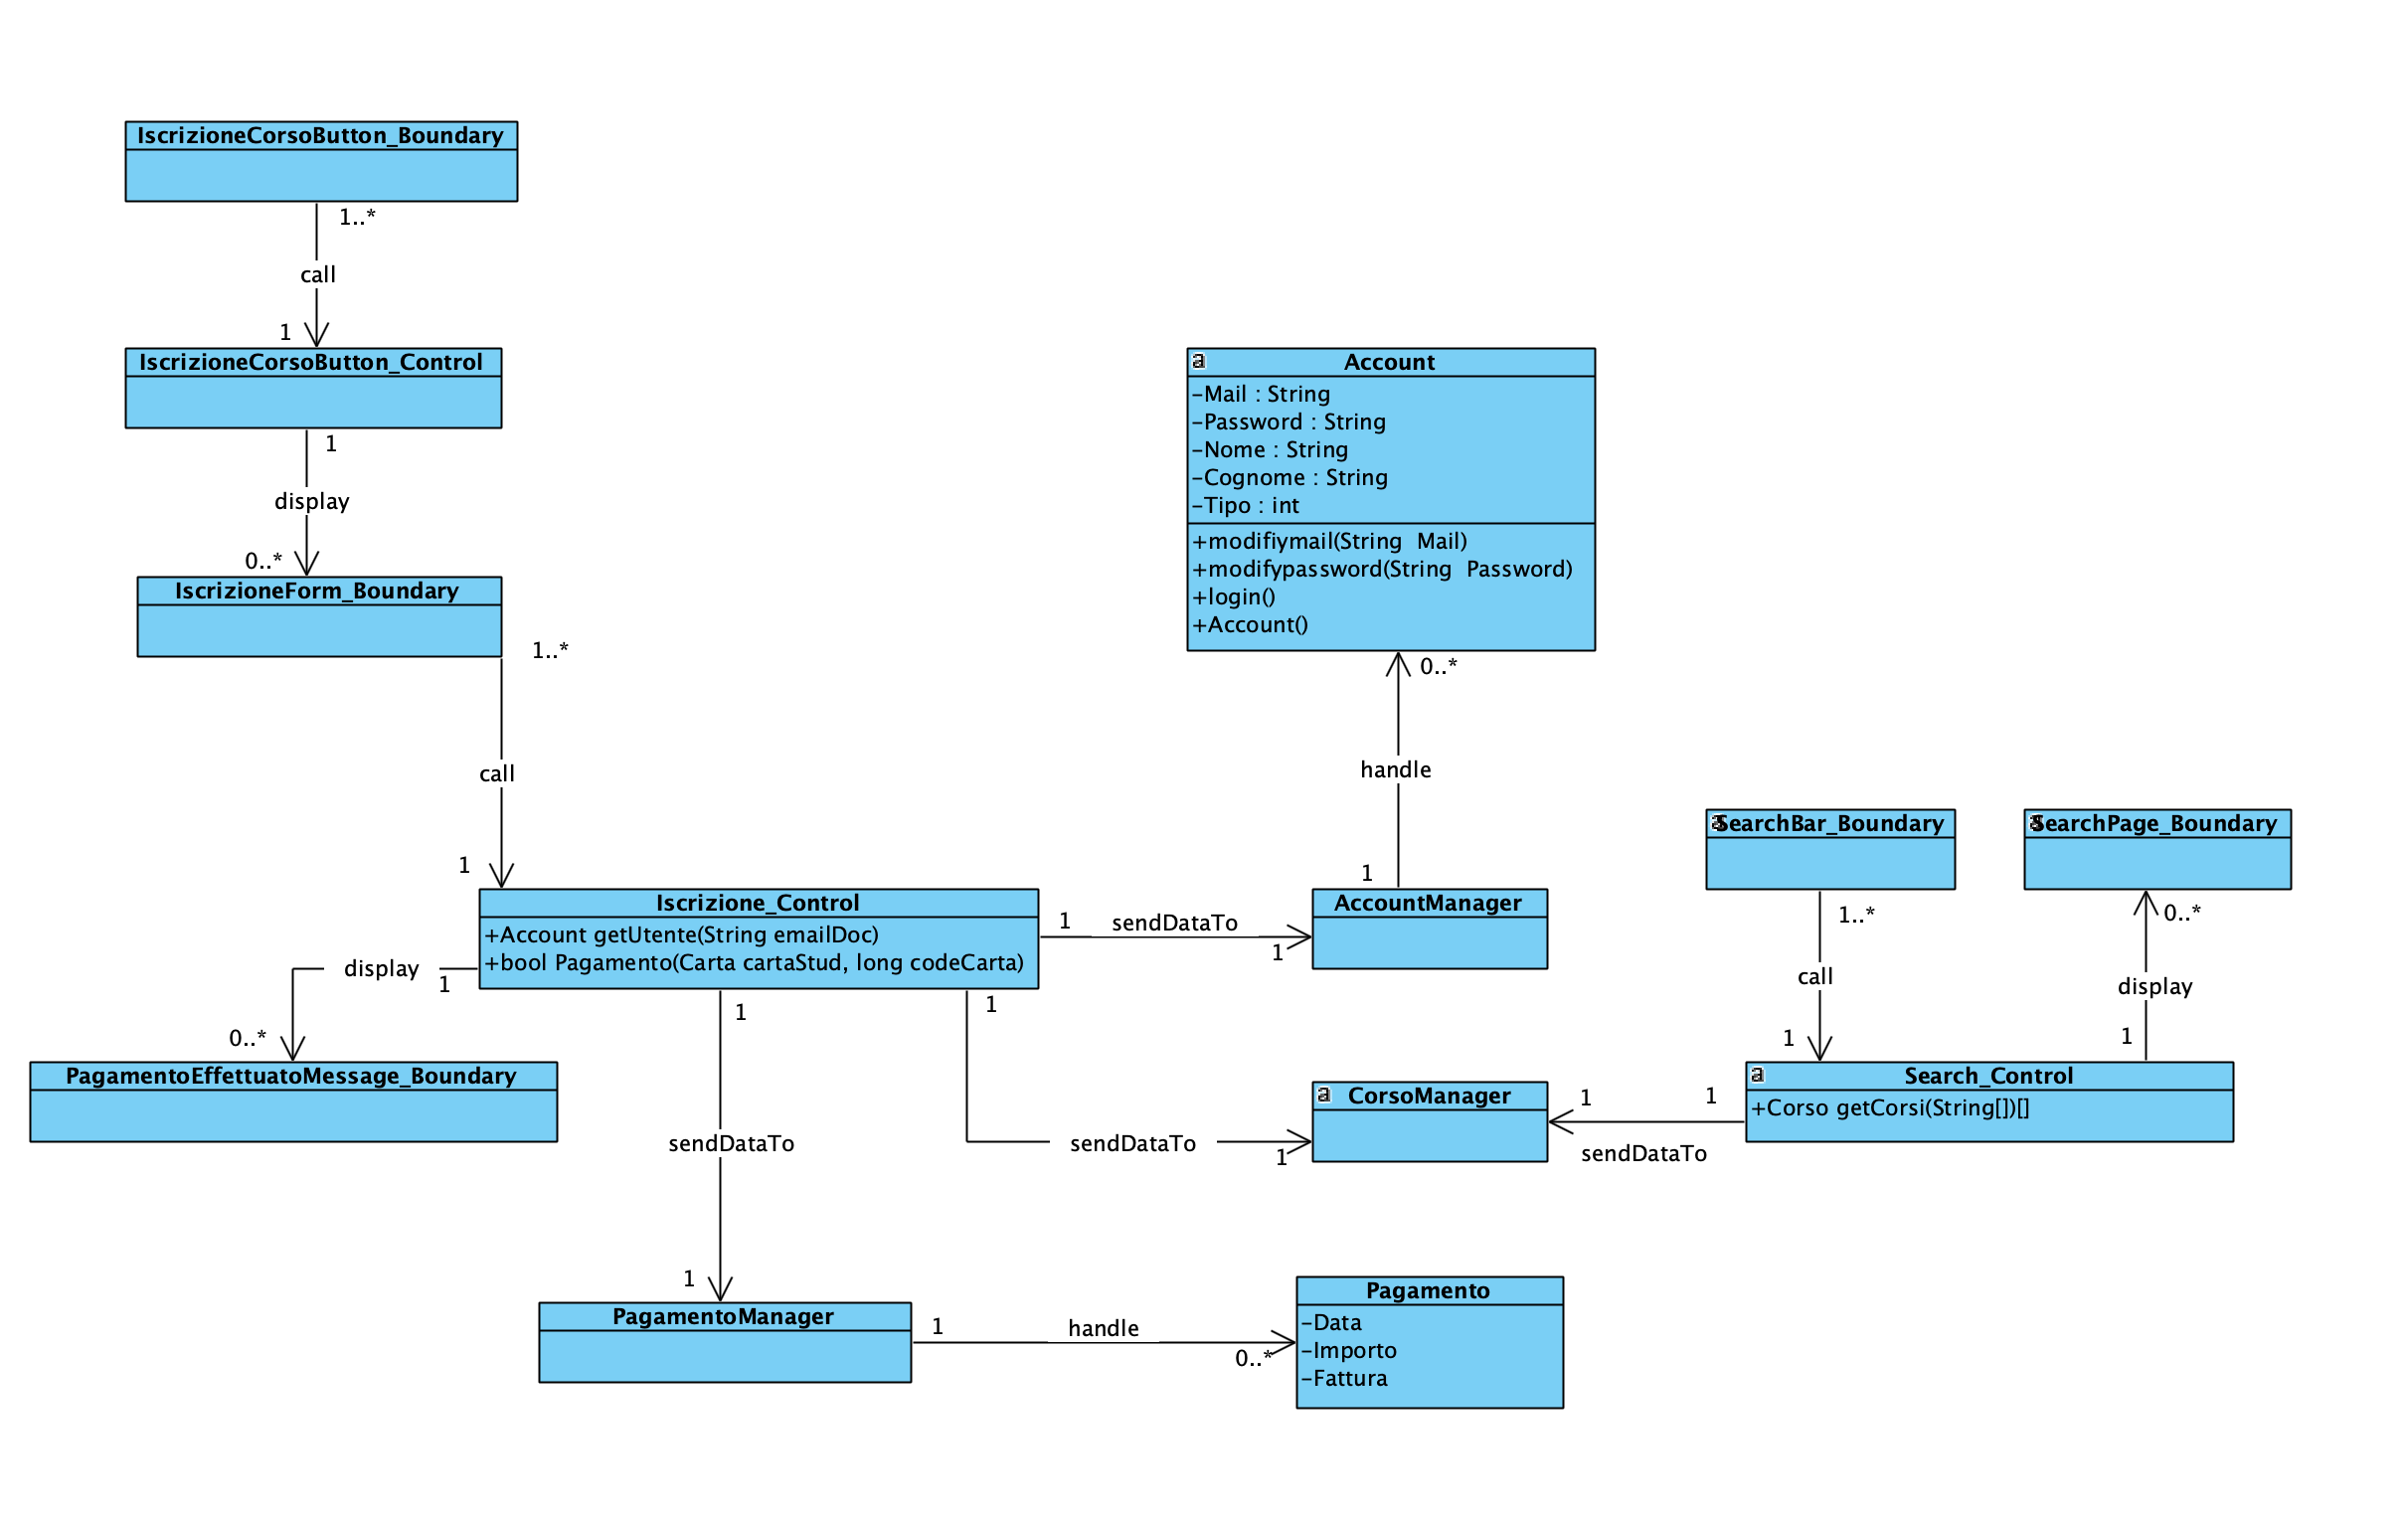 IscrizioneCorsoButton_Boundary
1..*
call
1
IscrizioneCorsoButton_Control
1
display
0..*
IscrizioneForm_Boundary
1..*
call
1
a Account
-Mail : String
-Password : String
-Nome : String
-Cognome : String
-Tipo : int
+modifiymail(String Mail)
+modifypassword(String Password)
+login()
+Account()
0..*
handle
1
Iscrizione_Control
+Account getUtente(String emailDoc)
+bool Pagamento(Carta cartaStud, long codeCarta)
1
sendDataTo
1
AccountManager
display
1
0..*
PagamentoEffettuatoMessage_Boundary
1
sendDataTo
1
1
sendDataTo
1
a CorsoManager
SearchBar_Boundary
SearchPage_Boundary
1..*
call
1
0..*
display
1
a Search_Control
+Corso getCorsi(String[])[]
1
1
sendDataTo
PagamentoManager
1
handle
0..*
Pagamento
-Data
-Importo
-Fattura